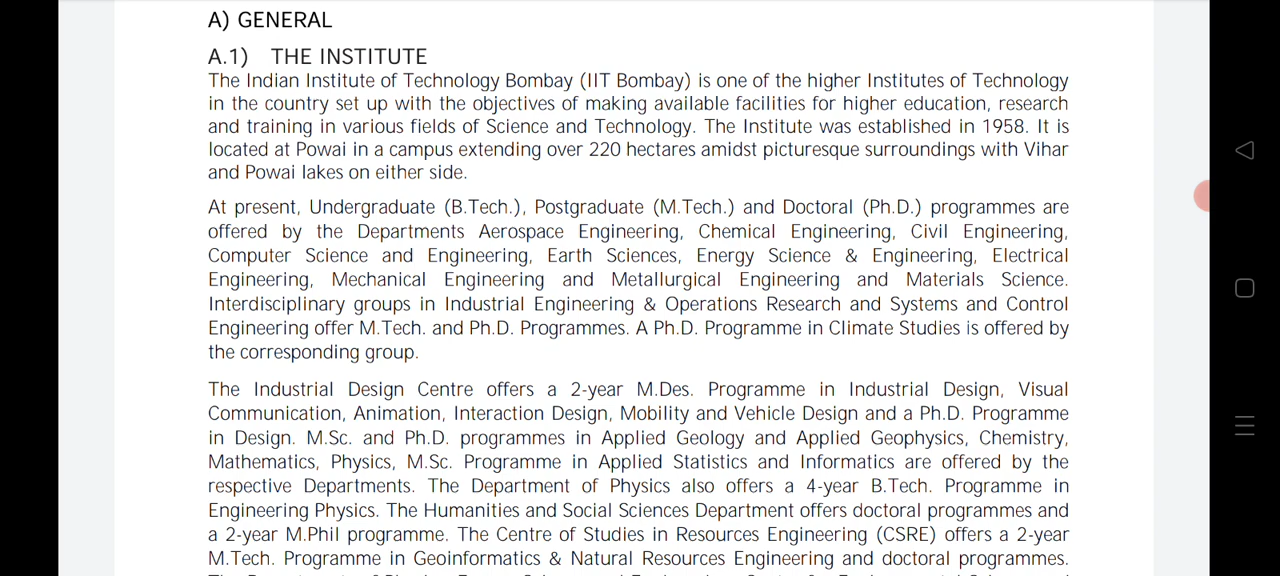 A) GENERAL
A.1) THE INSTITUTE
The Indian Institute of Technology Bombay (IIT Bombay) is one of the higher Institutes of Technology
in the country set up with the objectives of making available facilities for higher education, research
and training in various fields of Science and Technology. The Institute was established in 1958. It is
located at Powai in a campus extending over 220 hectares amidst picturesque surroundings with Vihar
and Powai lakes on either side.
At present, Undergraduate (B.Tech.), Postgraduate (M.Tech.) and Doctoral (Ph.D.) programmes are
offered by the Departments Aerospace Engineering, Chemical Engineering, Civil Engineering,
Computer Science and Engineering, Earth Sciences, Energy Science & Engineering, Electrical
Engineering, Mechanical Engineering and Metallurgical Engineering and Materials Science.
Interdisciplinary groups in Industrial Engineering & Operations Research and Systems and Control
Engineering offer M.Tech. and Ph.D. Programmes. A Ph.D. Programme in Climate Studies is offered by
the corresponding group.
The Industrial Design Centre offers a 2-year M.Des. Programme in Industrial Design, Visual
Communication, Animation, Interaction Design, Mobility and Vehicle Design and a Ph.D. Programme
in Design. M.Sc. and Ph.D. programmes in Applied Geology and Applied Geophysics, Chemistry,
Mathematics, Physics, M.Sc. Programme in Applied Statistics and Informatics are offered by the
respective Departments. The Department of Physics also offers a 4-year B.Tech. Programme in
Engineering Physics. The Humanities and Social Sciences Department offers doctoral programmes and
a 2-year M.Phil programme. The Centre of Studies in Resources Engineering (CSRE) offers a 2-year
M.Tech. Programme in Geoinformatics & Natural Resources Engineering and doctoral programmes.